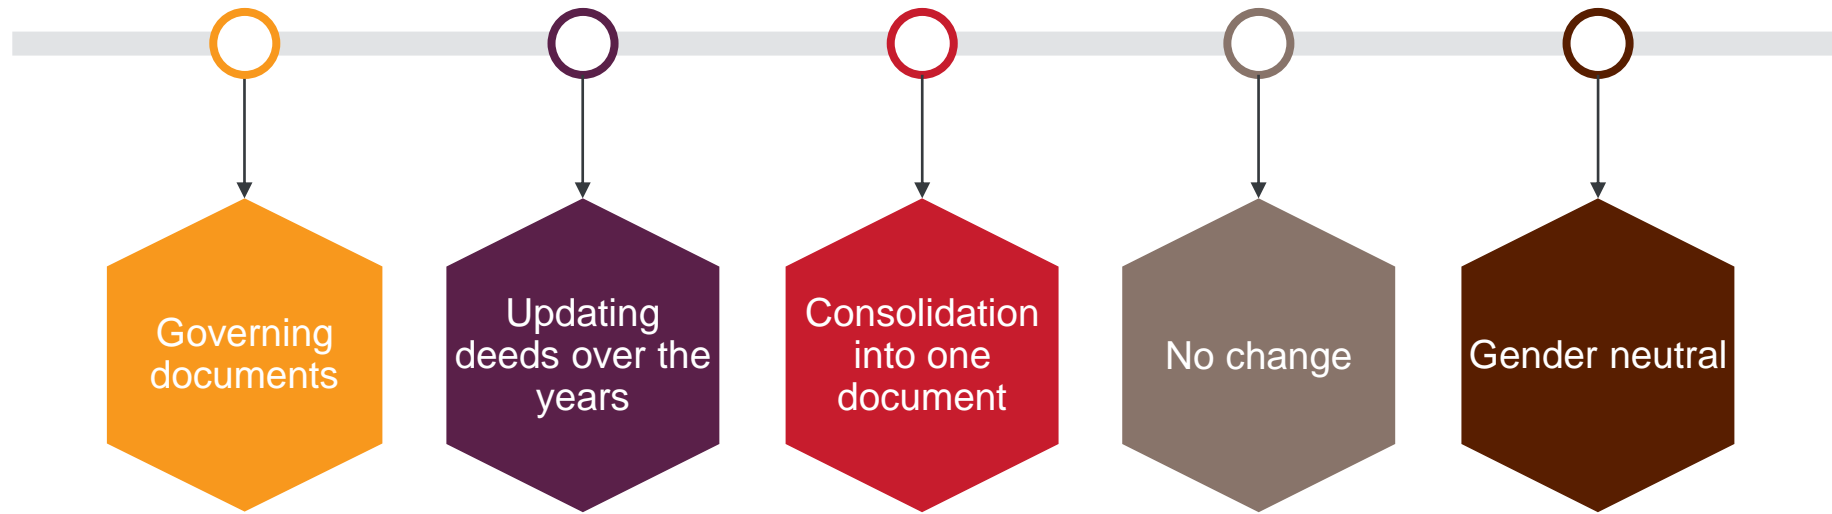 Governing
documents
Updating
deeds over the
years
Consolidation
into one
document
No change
Gender neutral